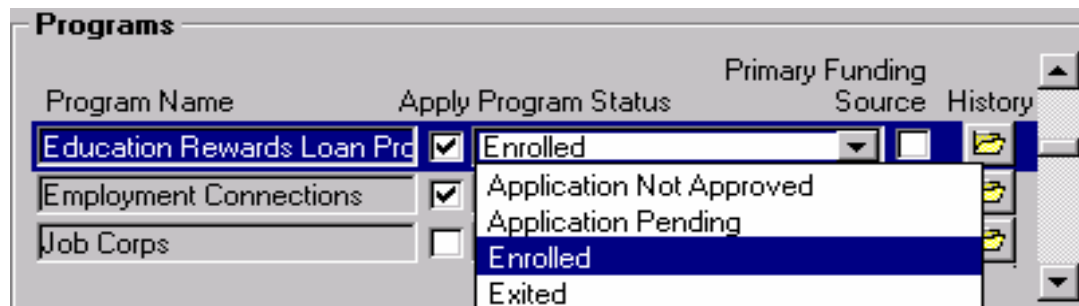 Programs
Primary Funding
Program Name Apply Program Status Source History
Education Rewards Loan Pro Enrolled
Employment Connections Application Not Approved
Application Pending
Job Corps Enrolled
Exited